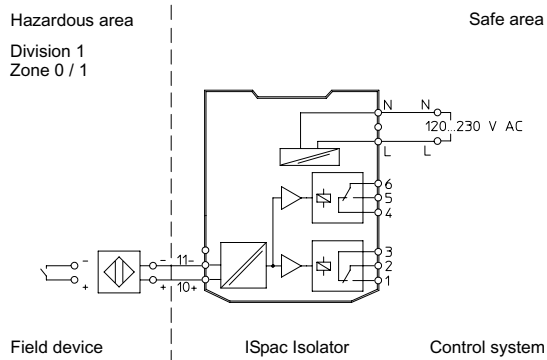 Hazardous area
Safe area
Division 1
Zone 0 / 1
N N
120...230 V AC
L L
6
5
4
3
- - 11-
2
+ + 10+
1
Field device
ISpac Isolator
Control system